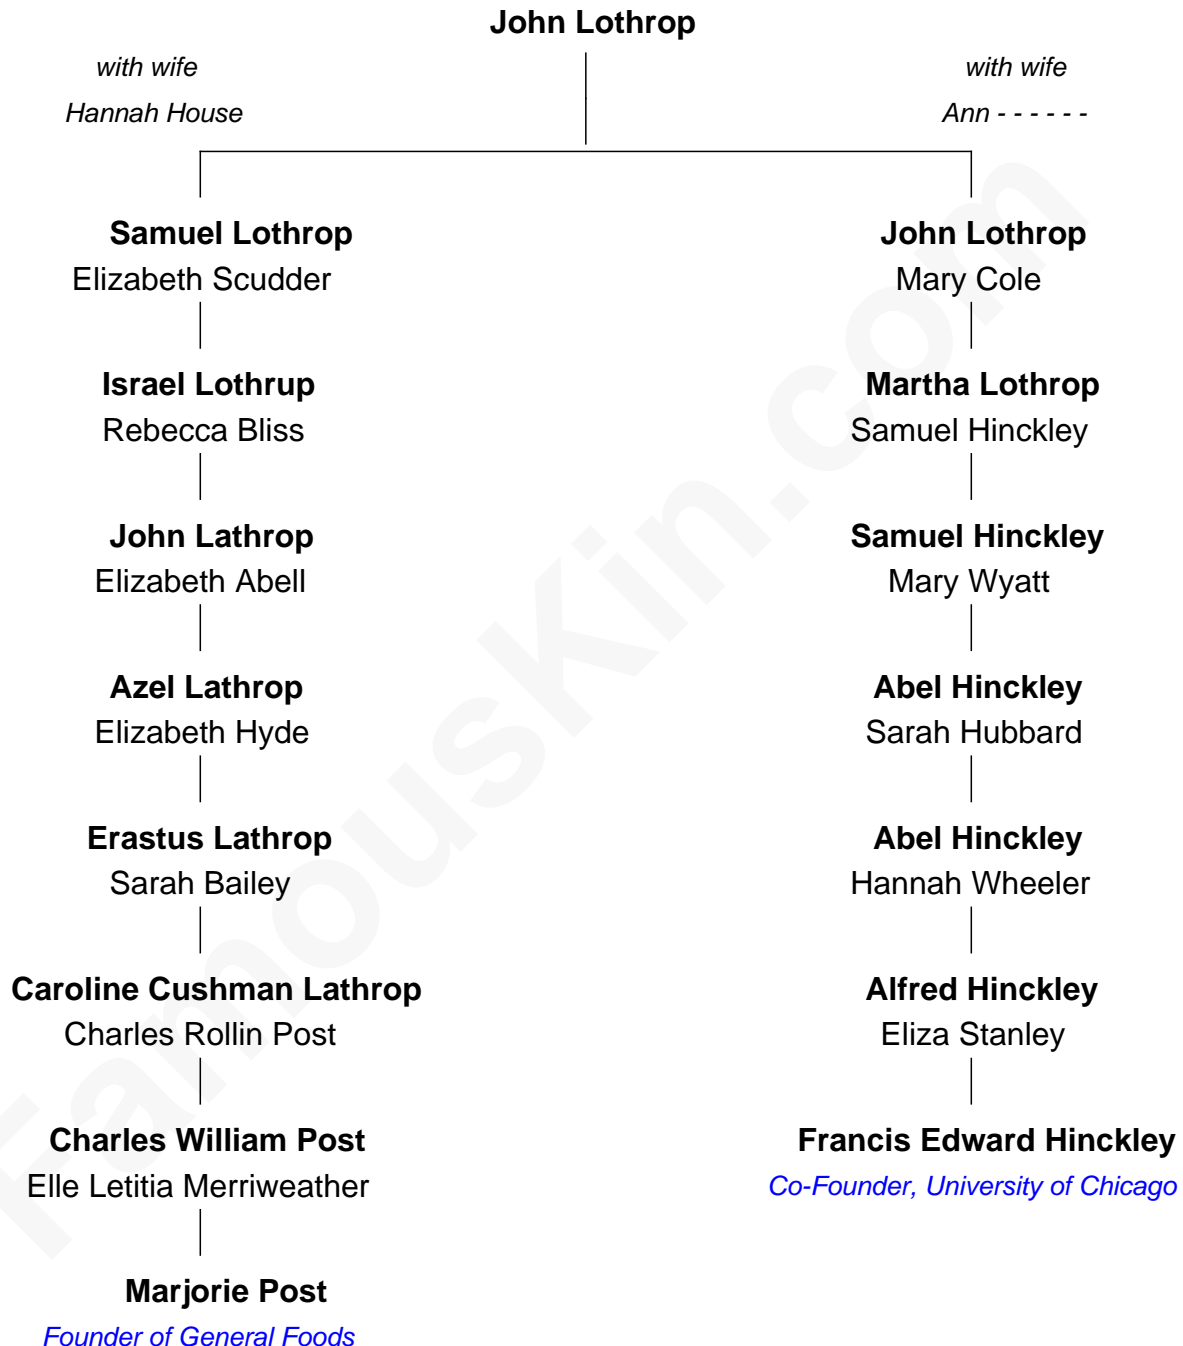 John Lothrop
with wife
Hannah House
with wife
Ann - - - - - -
Samuel Lothrop
Elizabeth Scudder
John Lothrop
Mary Cole
Israel Lothrup
Rebecca Bliss
Martha Lothrop
Samuel Hinckley
John Lathrop
Elizabeth Abell
Samuel Hinckley
Mary Wyatt
Azel Lathrop
Elizabeth Hyde
Abel Hinckley
Sarah Hubbard
Erastus Lathrop
Sarah Bailey
Abel Hinckley
Hannah Wheeler
Caroline Cushman Lathrop
Charles Rollin Post
Alfred Hinckley
Eliza Stanley
Charles William Post
Elle Letitia Merriweather
Francis Edward Hinckley
Co-Founder, University of Chicago
Marjorie Post
Founder of General Foods
FamousKin.com